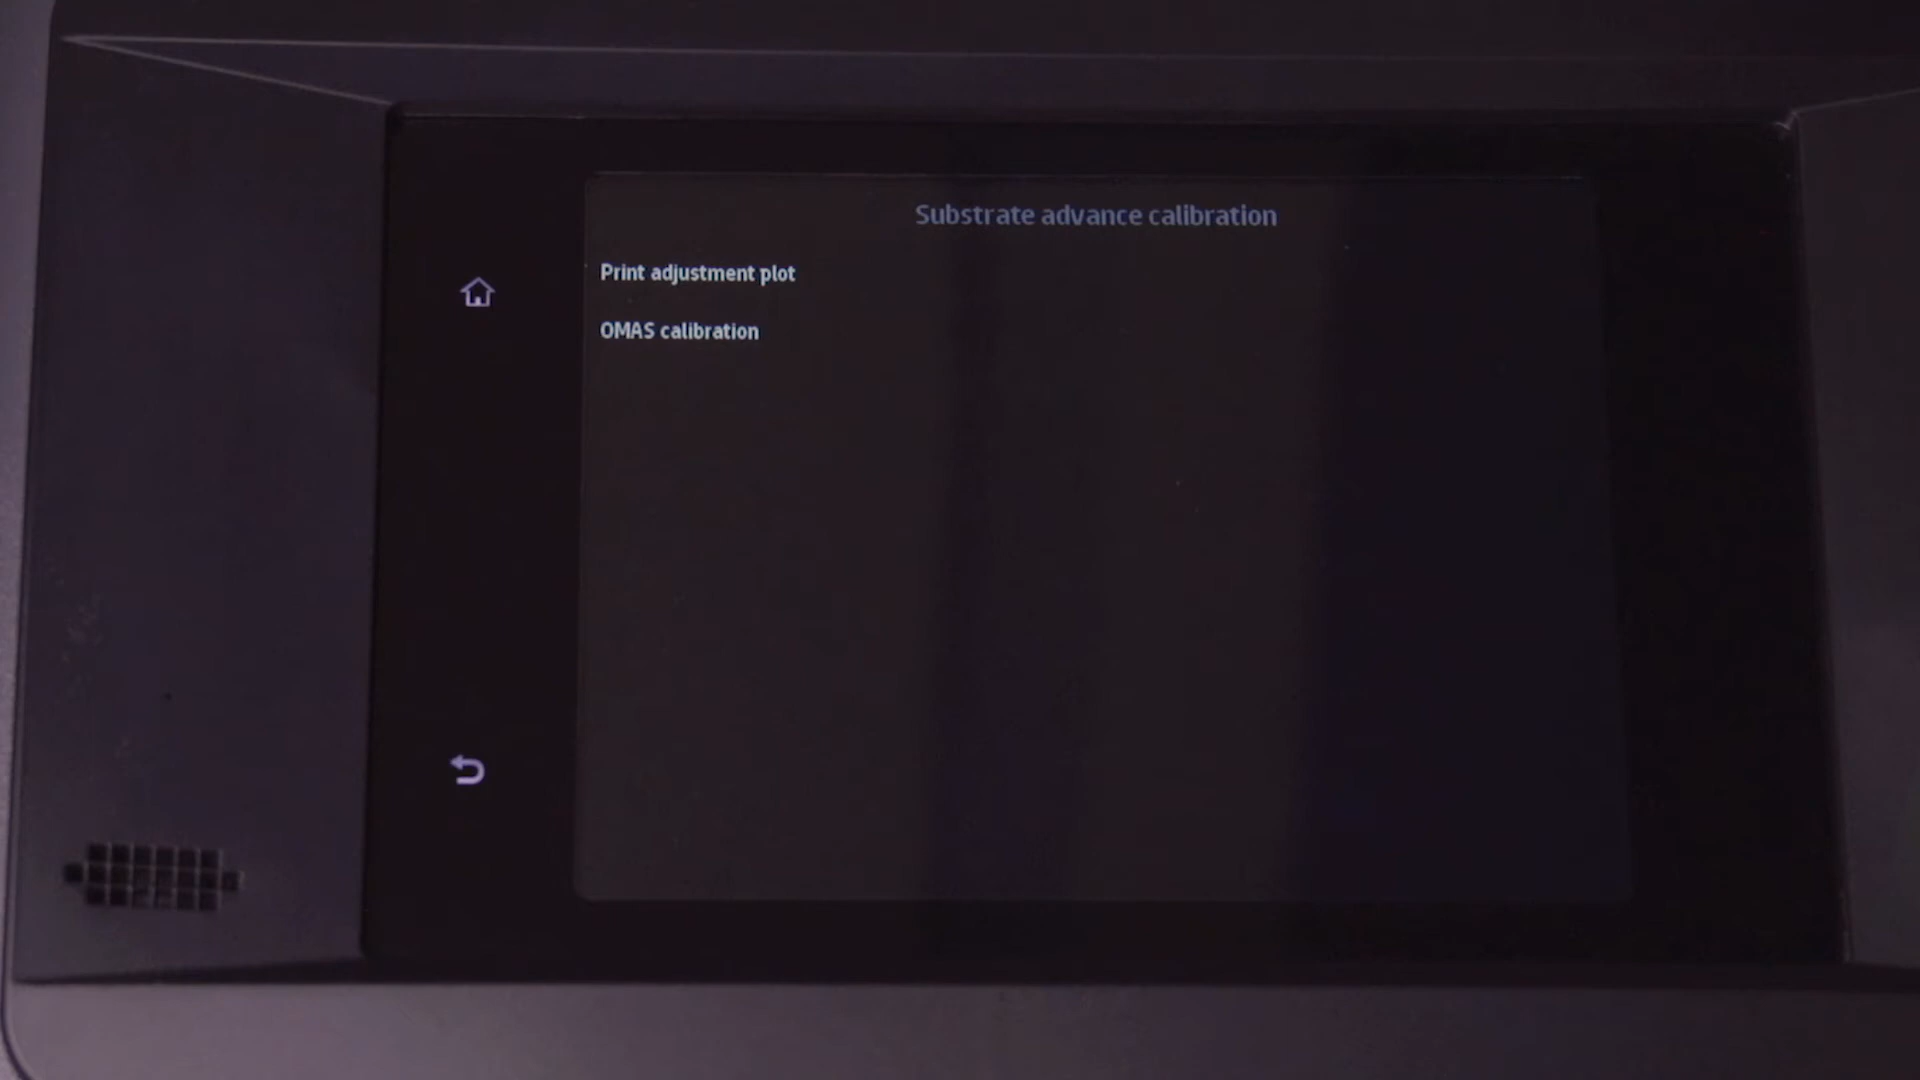 Substrate advance calibration
Print adjustment plot
OMAS calibration